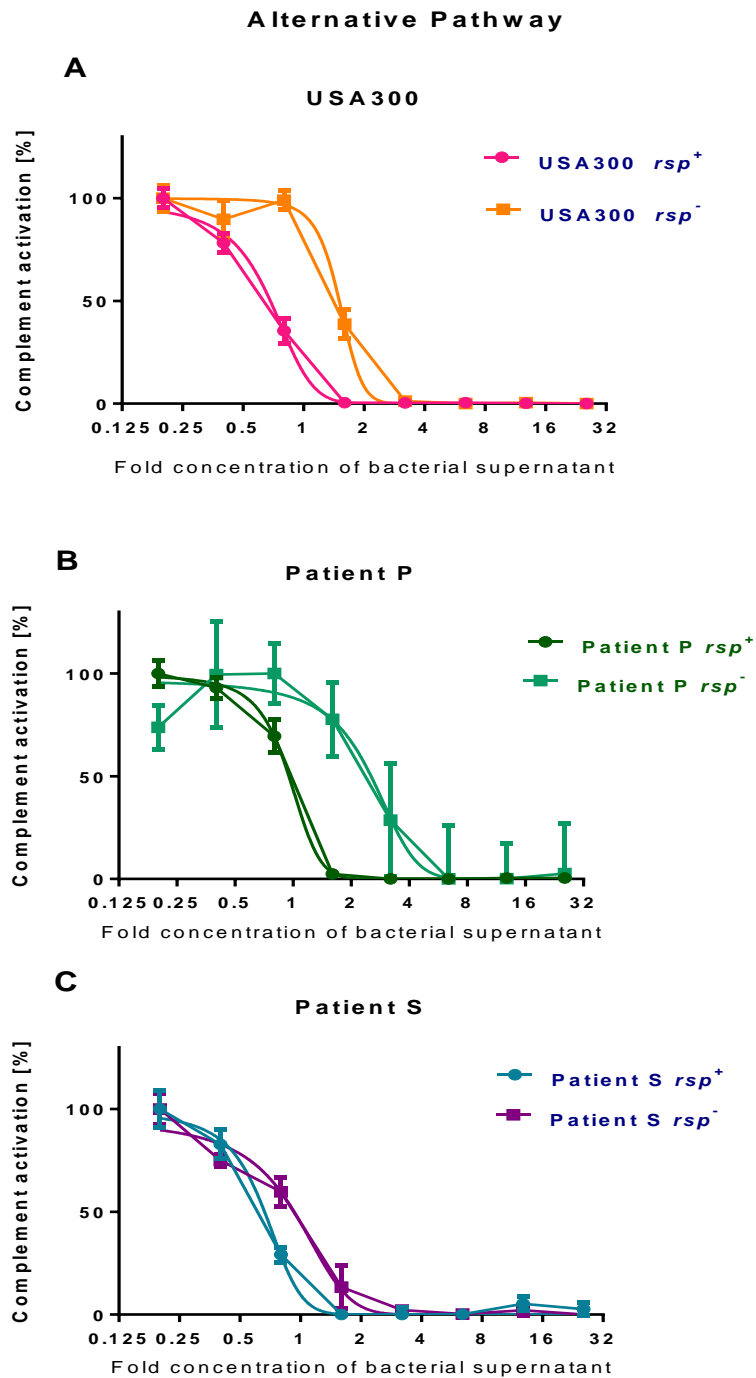 Alternative Pathway
A
USA300
Complement activation [%]
100
50
0
0.125 0.25 0.5 1 2 4 8 16 32
Fold concentration of bacterial supernatant
USA300 rsp+
USA300 rsp-
B
Patient P
Complement activation [%]
100
50
0
0.125 0.25 0.5 1 2 4 8 16 32
Fold concentration of bacterial supernatant
Patient P rsp+
Patient P rsp-
C
Patient S
Complement activation [%]
100
50
0
0.125 0.25 0.5 1 2 4 8 16 32
Fold concentration of bacterial supernatant
Patient S rsp+
Patient S rsp-